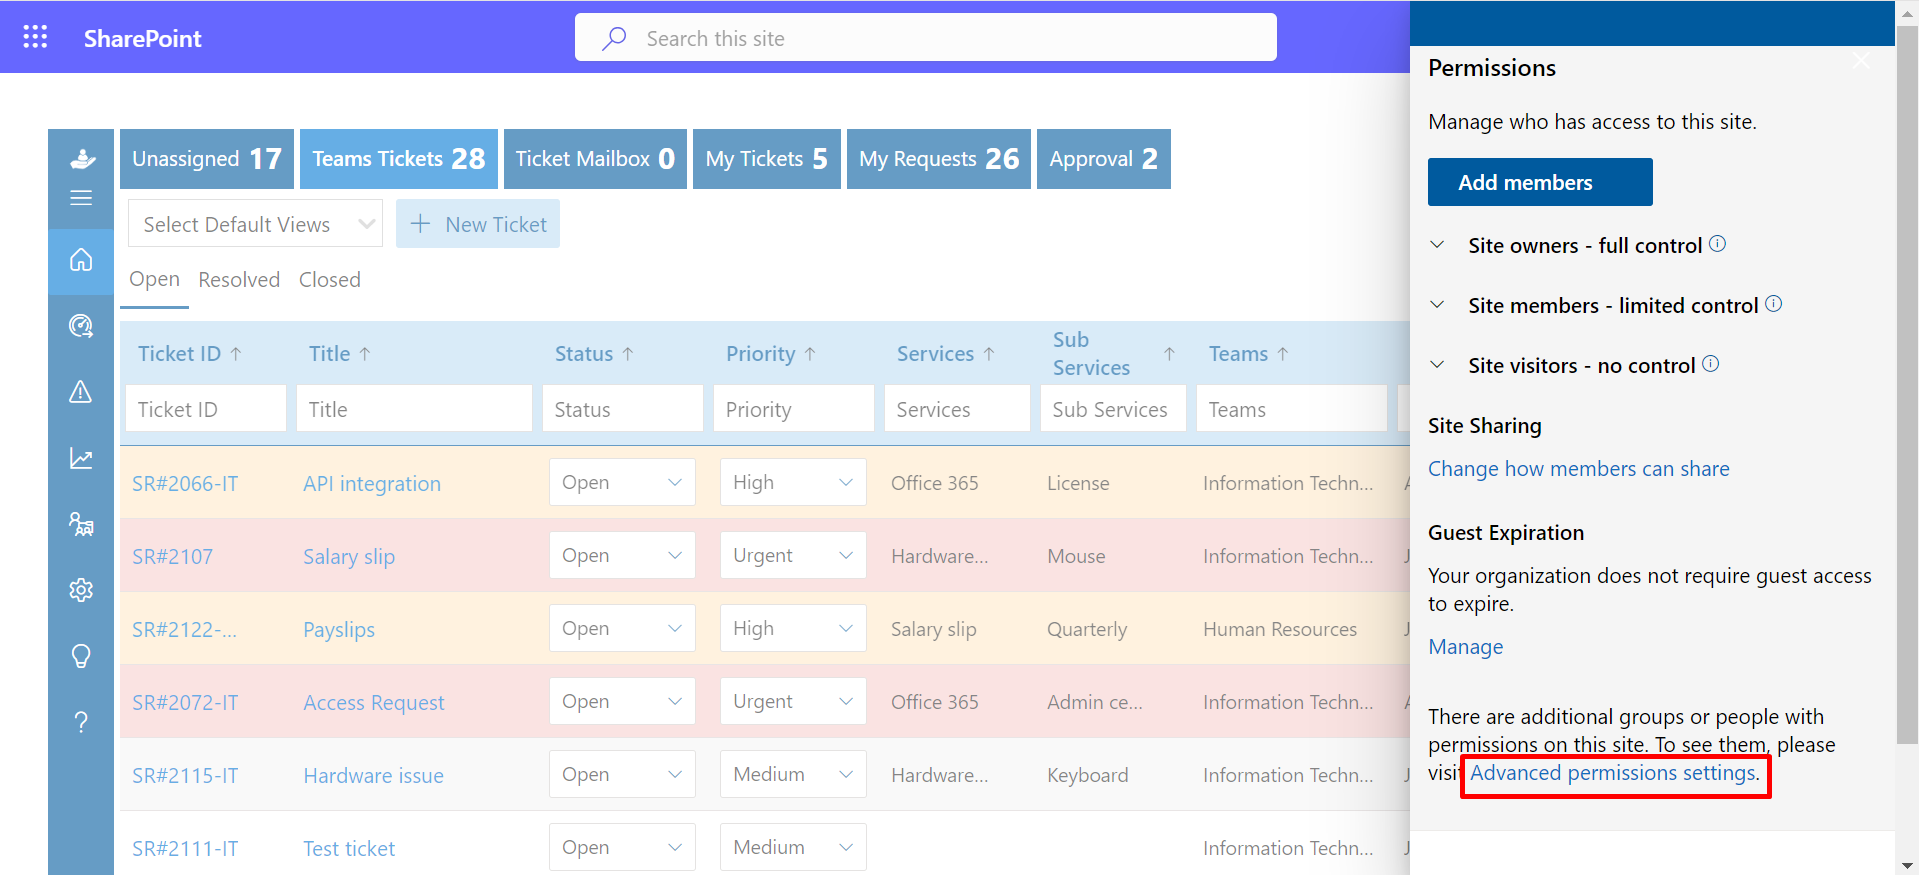 SharePoint
Search this site
Unassigned 17
Teams Tickets 28
Ticket Mailbox 0
My Tickets 5
My Requests 26
Approval 2
Select Default Views
New Ticket
Open Resolved Closed
Ticket ID Title Status Priority Services Sub Services Teams
Ticket ID Title Status Priority Services Sub Services Teams
SR#2066-IT API integration Open High Office 365 License Information Techn...
SR#2107 Salary slip Open Urgent Hardware... Mouse Information Techn...
SR#2122-... Payslips Open High Salary slip Quarterly Human Resources
SR#2072-IT Access Request Open Urgent Office 365 Admin ce... Information Techn...
SR#2115-IT Hardware issue Open Medium Hardware... Keyboard Information Techn...
SR#2111-IT Test ticket Open Medium Information Techn...
Permissions
Manage who has access to this site.
Add members
Site owners - full control
Site members - limited control
Site visitors - no control
Site Sharing
Change how members can share
Guest Expiration
Your organization does not require guest access
to expire.
Manage
There are additional groups or people with
permissions on this site. To see them, please
visit Advanced permissions settings.